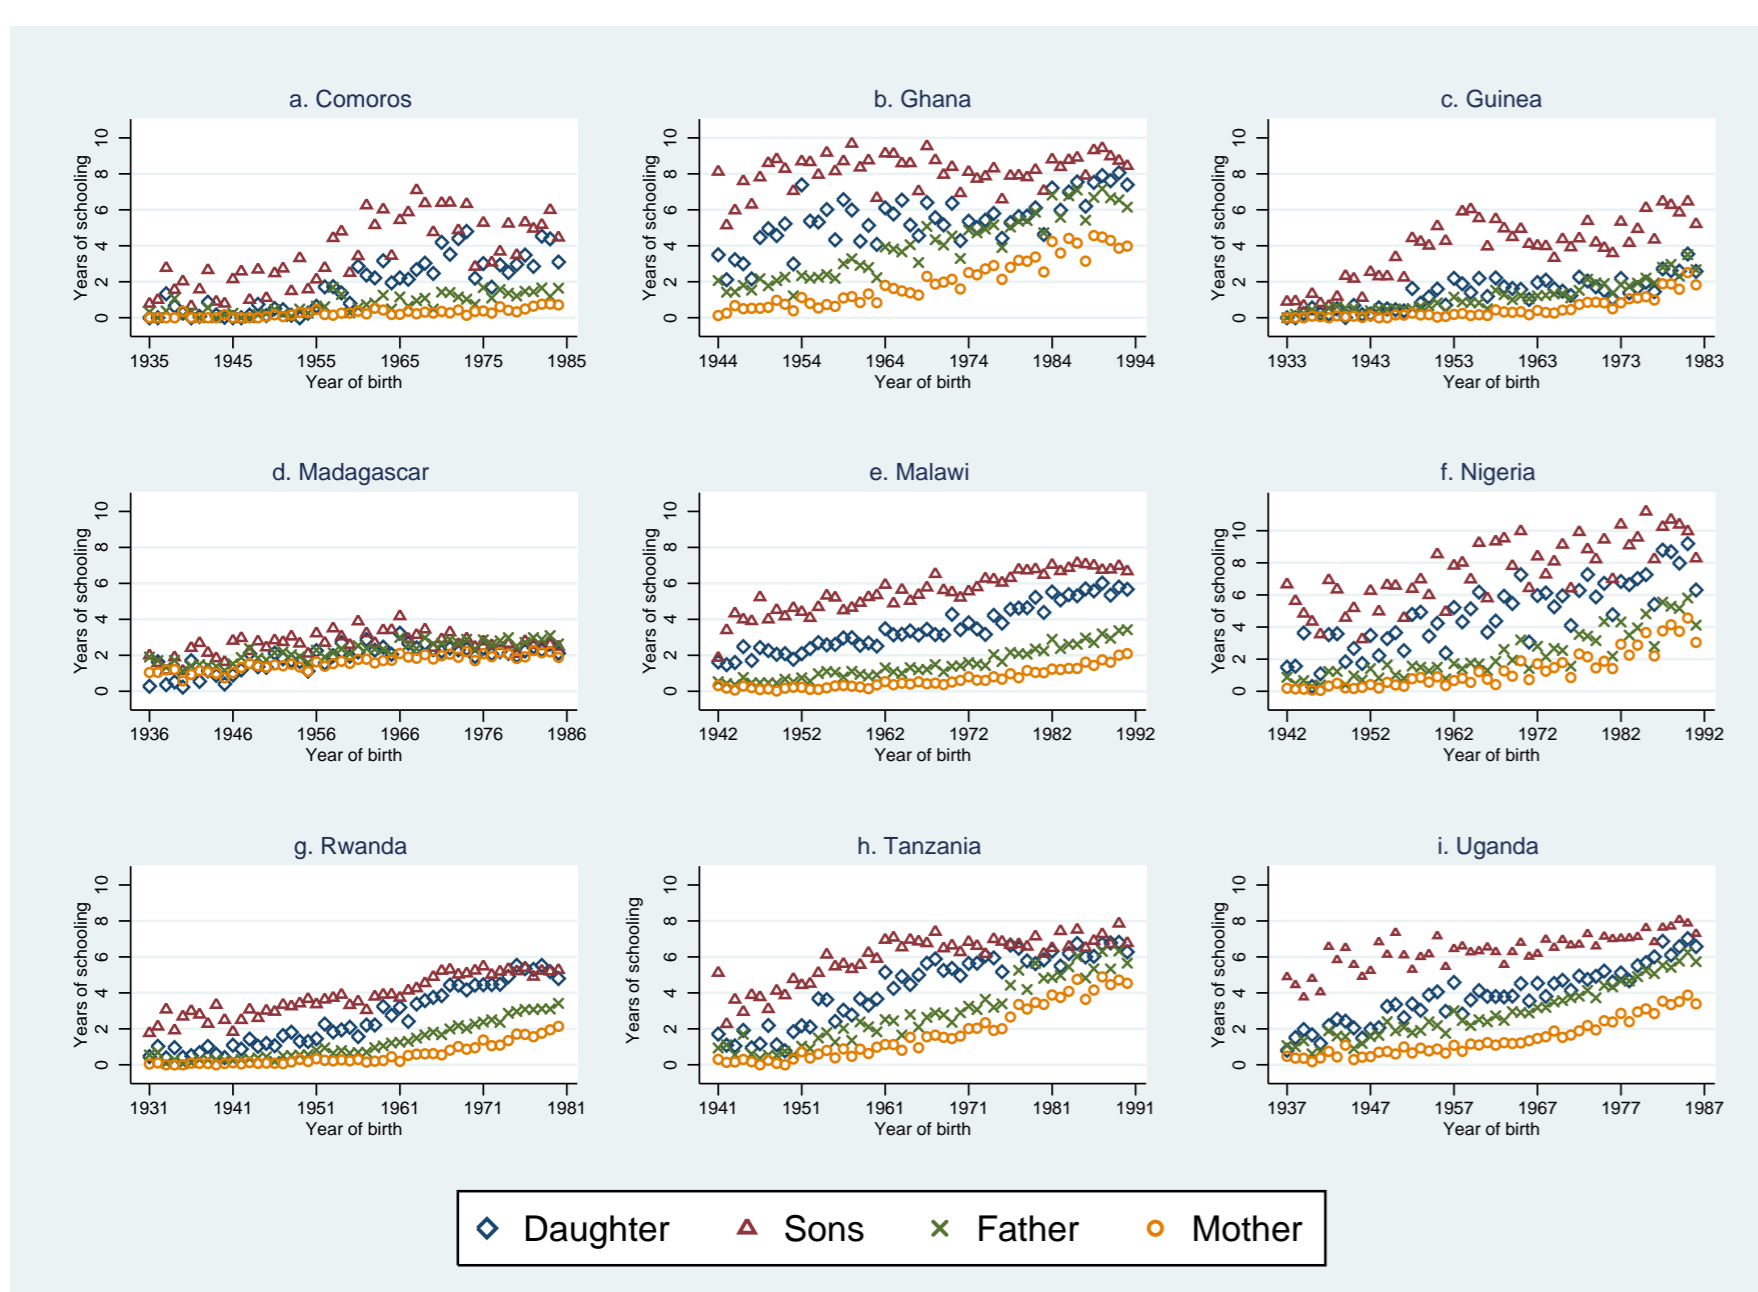 a. Comoros
Years of schooling
0 2 4 6 8 10
1935 1945 1955 1965 1975 1985
Year of birth
b. Ghana
Years of schooling
0 2 4 6 8 10
1944 1954 1964 1974 1984 1994
Year of birth
c. Guinea
Years of schooling
0 2 4 6 8 10
1933 1943 1953 1963 1973 1983
Year of birth
d. Madagascar
Years of schooling
0 2 4 6 8 10
1936 1946 1956 1966 1976 1986
Year of birth
e. Malawi
Years of schooling
0 2 4 6 8 10
1942 1952 1962 1972 1982 1992
Year of birth
f. Nigeria
Years of schooling
0 2 4 6 8 10
1942 1952 1962 1972 1982 1992
Year of birth
g. Rwanda
Years of schooling
0 2 4 6 8 10
1931 1941 1951 1961 1971 1981
Year of birth
h. Tanzania
Years of schooling
0 2 4 6 8 10
1941 1951 1961 1971 1981 1991
Year of birth
i. Uganda
Years of schooling
0 2 4 6 8 10
1937 1947 1957 1967 1977 1987
Year of birth
Daughter Sons Father Mother